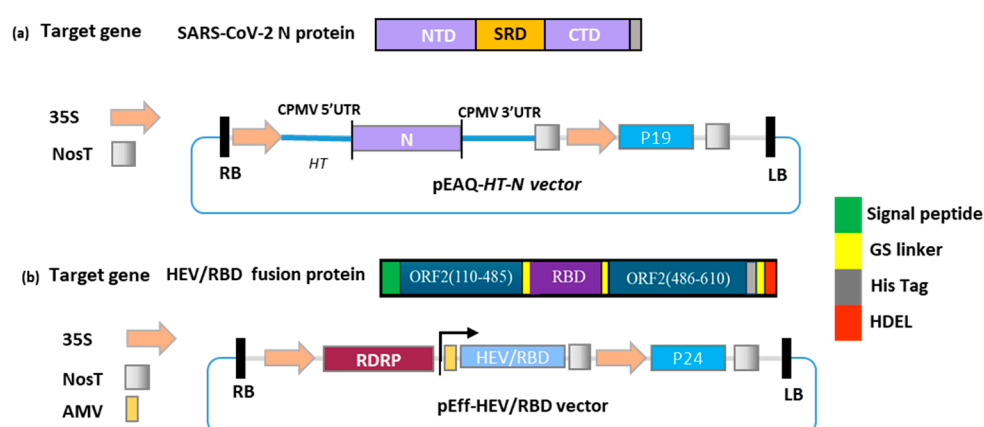 (a) Target gene SARS-CoV-2 N protein NTD SRD CTD
35S
NosT
CPMV 5’UTR CPMV 3’UTR
N P19
HT
RB LB
pEAQ-HT-N vector
Signal peptide
GS linker
His Tag
HDEL
(b) Target gene HEV/RBD fusion protein ORF2(110-485) RBD ORF2(486-610)
35S
NosT
AMV
RDRP HEV/RBD P24
RB LB
pEff-HEV/RBD vector